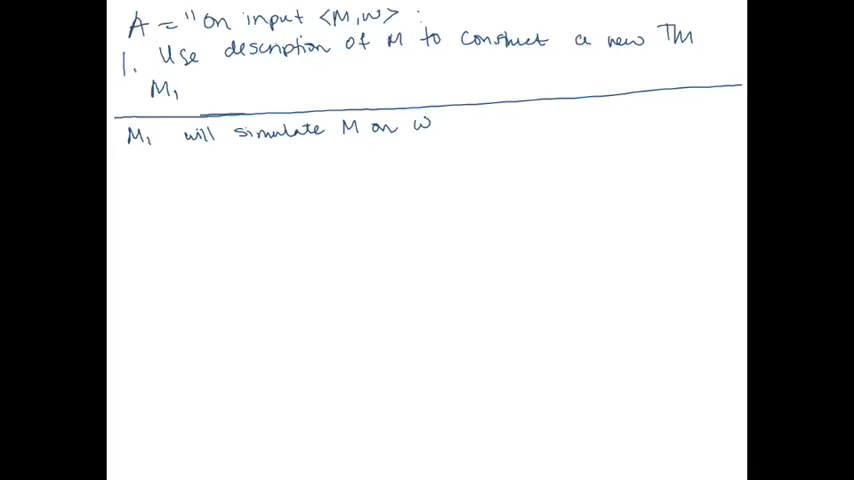 A = "On input <M,w> :
1. Use description of M to construct a new TM
M₁
M₁ will simulate M on w